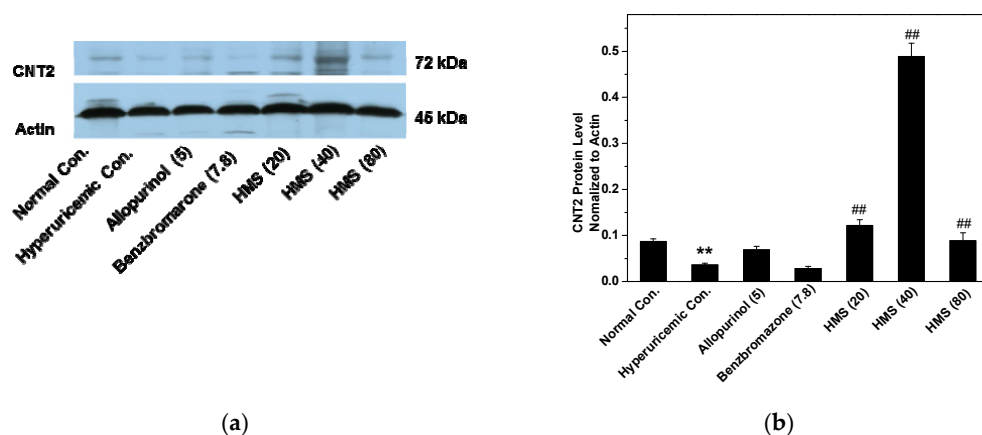 CNT2
72 kDa
Actin
45 kDa
Normal Con.
Hyperuricemic Con.
Allopurinol (5)
Benzbromarone (7.8)
HMS (20)
HMS (40)
HMS (80)
(a)
CNT2 Protein Level
Nomalized to Actin
0.5
0.4
0.3
0.2
0.1
0.0
**
##
##
##
Normal Con.
Hyperuricemic Con.
Allopurinol (5)
Benzbromazone (7.8)
HMS (20)
HMS (40)
HMS (80)
(b)